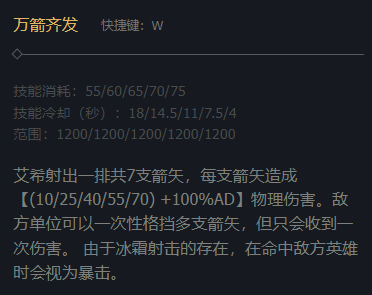 万箭齐发 快捷键：W
技能消耗：55/60/65/70/75
技能冷却（秒）：18/14.5/11/7.5/4
范围：1200/1200/1200/1200/1200
艾希射出一排共7支箭矢，每支箭矢造成
【(10/25/40/55/70) +100%AD】物理伤害。敌
方单位可以一次性格挡多支箭矢，但只会收到一
次伤害。 由于冰霜射击的存在，在命中敌方英雄
时会视为暴击。